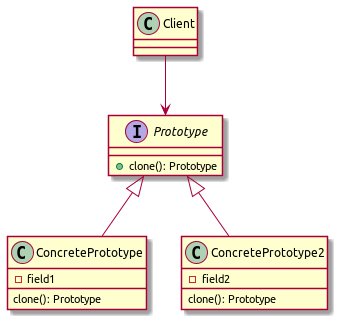 C Client
I Prototype
clone(): Prototype
C ConcretePrototype
field1
clone(): Prototype
C ConcretePrototype2
field2
clone(): Prototype